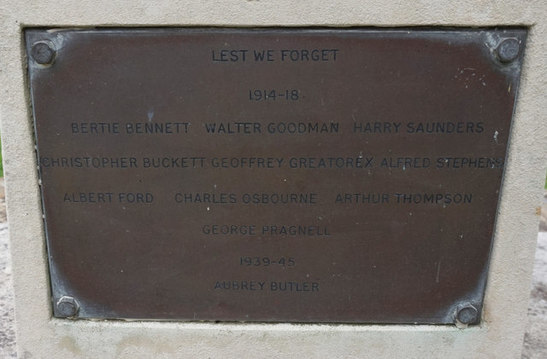 LEST WE FORGET
1914-18
BERTIE BENNETT WALTER GOODMAN HARRY SAUNDERS
CHRISTOPHER BUCKETT GEOFFREY GREATOREX ALFRED STEPHENS
ALBERT FORD CHARLES OSBOURNE ARTHUR THOMPSON
GEORGE PRAGNELL
1939-45
AUBREY BUTLER